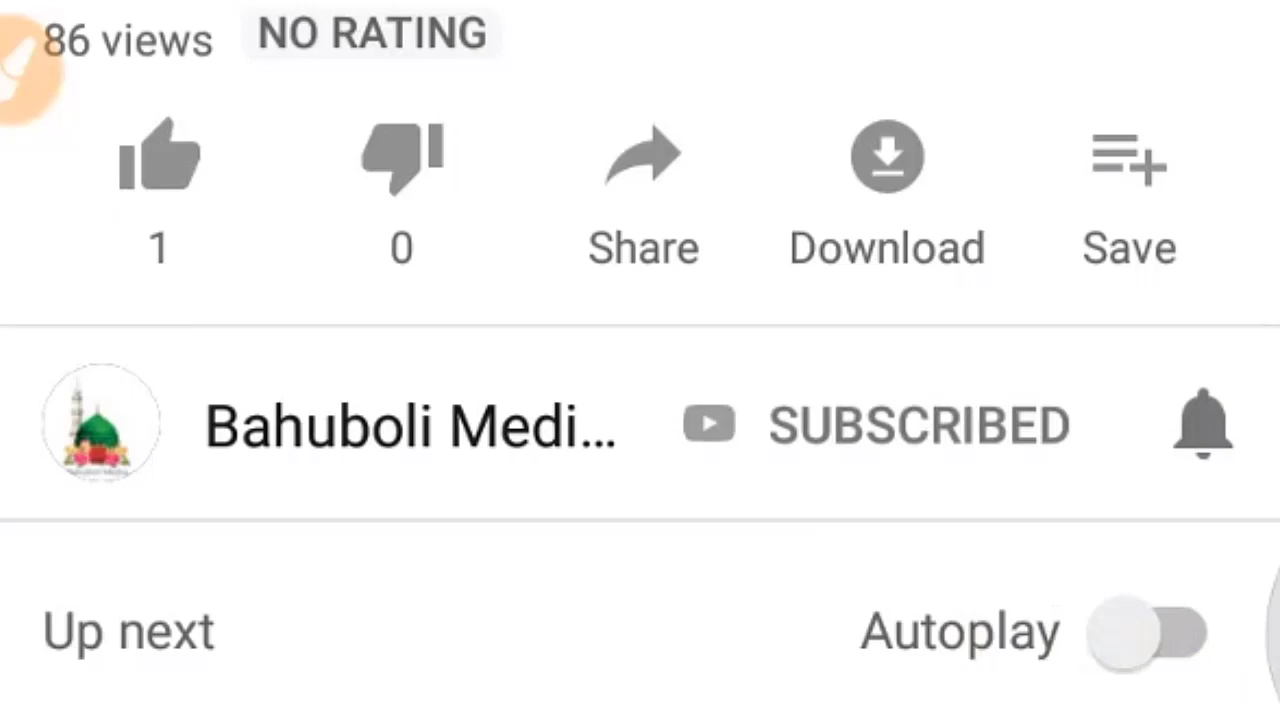 86 views NO RATING
1 0 Share Download Save
Bahuboli Medi... SUBSCRIBED
Up next Autoplay